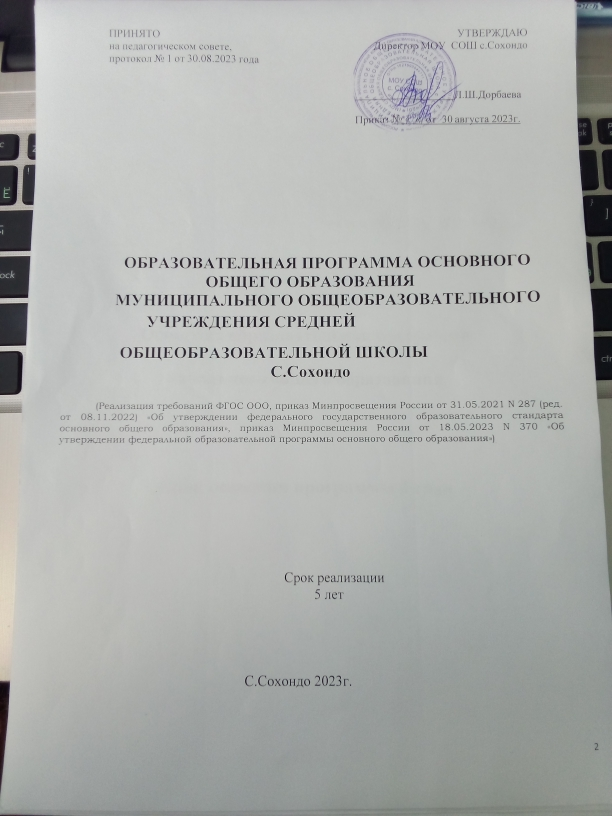 ПРИНЯТО
на педагогическом совете,
протокол № 1 от 30.08.2023 года
УТВЕРЖДАЮ
Директор МОУ СОШ с.Сохондо
Л.Ш.Дорбаева
Приказ № от 30 августа 2023г.
ОБРАЗОВАТЕЛЬНАЯ ПРОГРАММА ОСНОВНОГО
ОБЩЕГО ОБРАЗОВАНИЯ
МУНИЦИПАЛЬНОГО ОБЩЕОБРАЗОВАТЕЛЬНОГО
УЧРЕЖДЕНИЯ СРЕДНЕЙ
ОБЩЕОБРАЗОВАТЕЛЬНОЙ ШКОЛЫ
С.Сохондо
(Реализация требований ФГОС ООО, приказ Минпросвещения России от 31.05.2021 N 287 (ред.
от 08.11.2022) «Об утверждении федерального государственного образовательного стандарта
основного общего образования», приказ Минпросвещения России от 18.05.2023 N 370 «Об
утверждении федеральной образовательной программы основного общего образования»)
Срок реализации
5 лет
С.Сохондо 2023г.
2